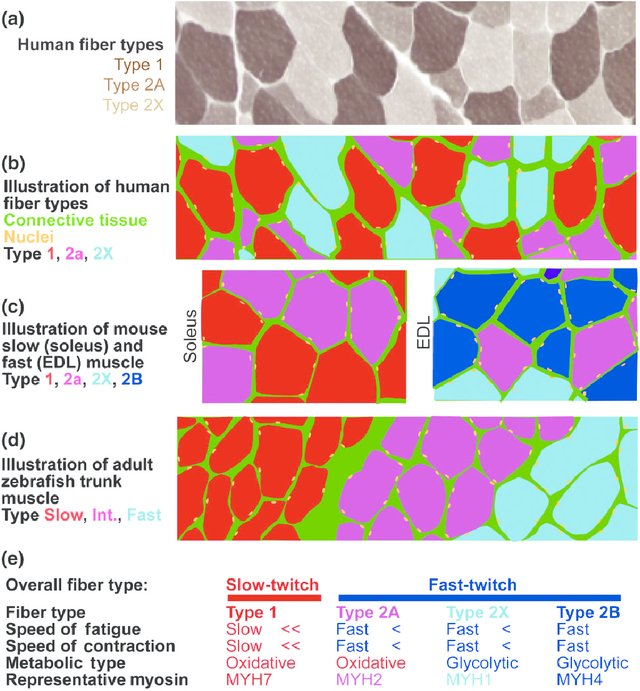 (a)
Human fiber types
Type 1
Type 2A
Type 2X
(b)
Illustration of human
fiber types
Connective tissue
Nuclei
Type 1, 2a, 2X
(c)
Illustration of mouse
slow (soleus) and
fast (EDL) muscle
Type 1, 2a, 2X, 2B
Soleus
EDL
(d)
Illustration of adult
zebrafish trunk
muscle
Type Slow, Int., Fast
(e)
Overall fiber type: Slow-twitch Fast-twitch
Fiber type Type 1 Type 2A Type 2X Type 2B
Speed of fatigue Slow << Fast < Fast < Fast
Speed of contraction Slow << Fast < Fast < Fast
Metabolic type Oxidative Oxidative Glycolytic Glycolytic
Representative myosin MYH7 MYH2 MYH1 MYH4